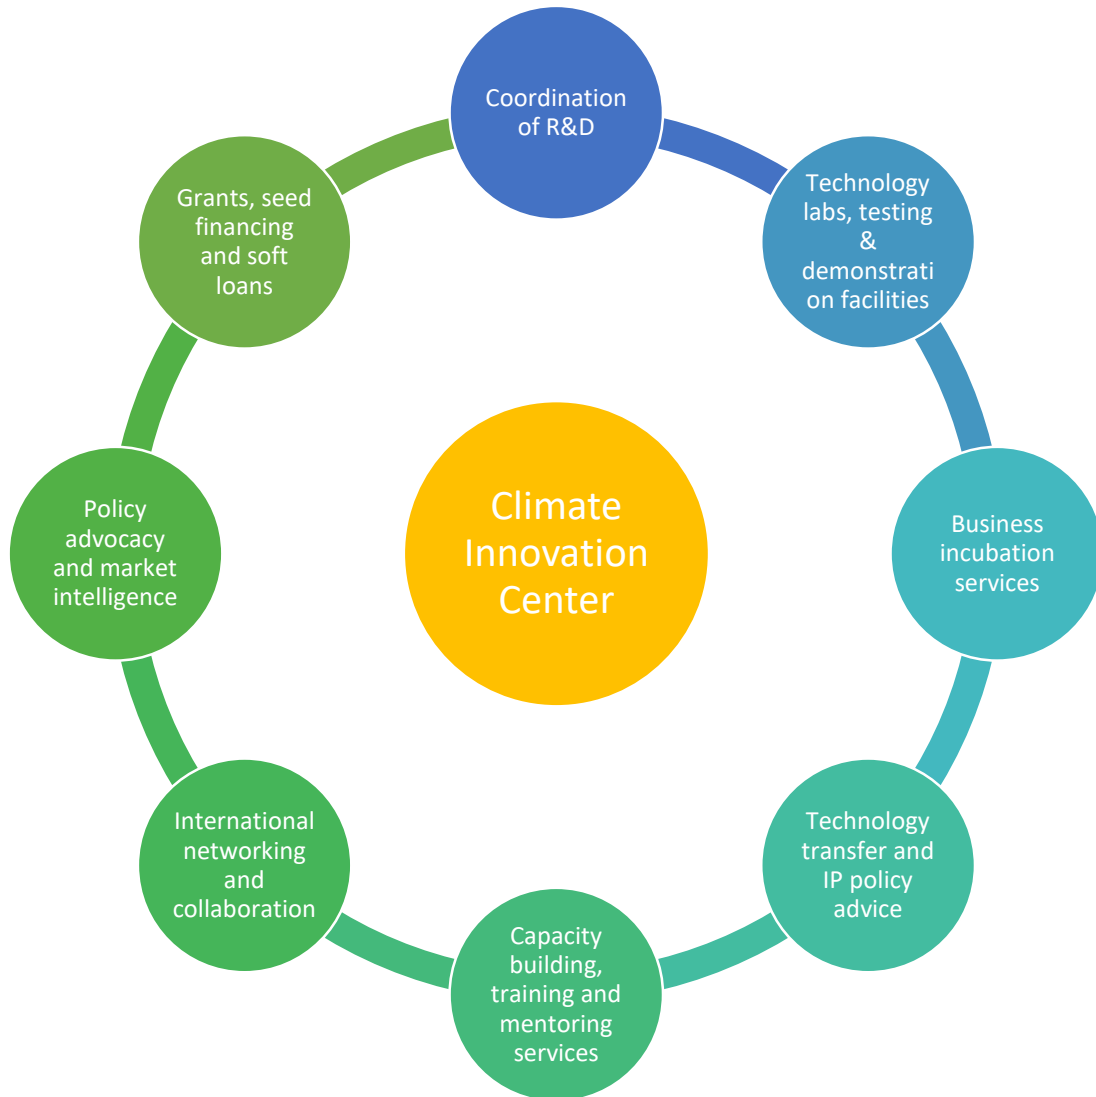 Coordination
of R&D
Technology
labs, testing
&
demonstrati
on facilities
Business
incubation
services
Technology
transfer and
IP policy
advice
Capacity
building,
training and
mentoring
services
International
networking
and
collaboration
Policy
advocacy
and market
intelligence
Grants, seed
financing
and soft
loans
Climate
Innovation
Center